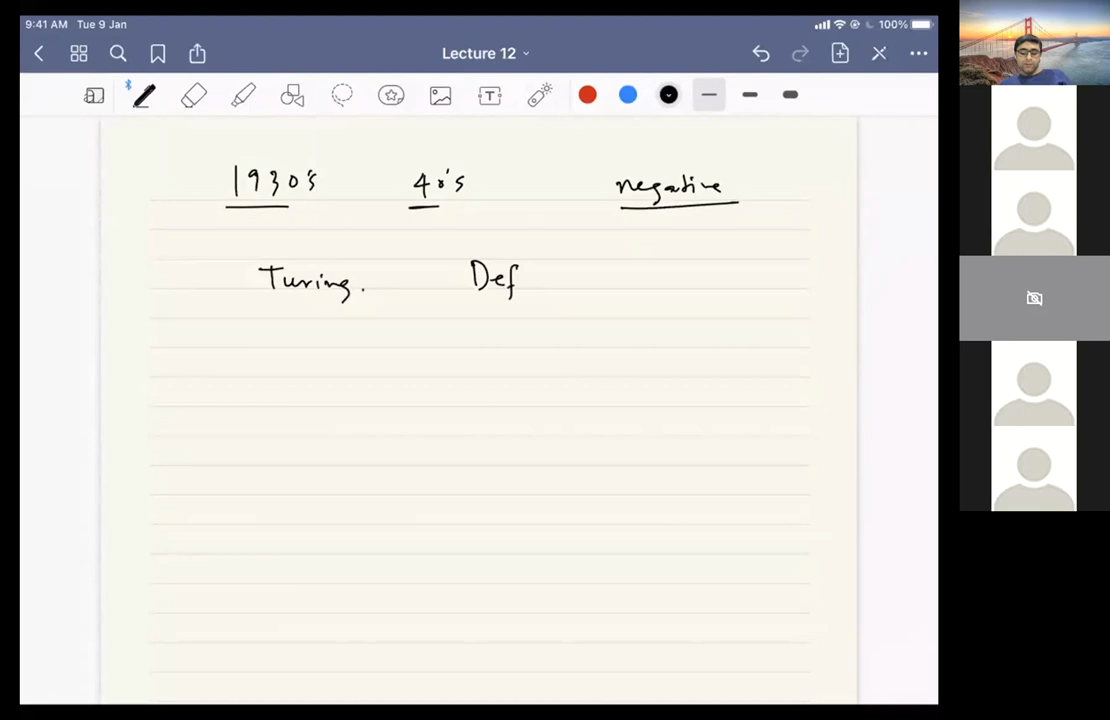 9:41 AM Tue 9 Jan 100%
Lecture 12
T
1930's 40's negative
Turing. Def